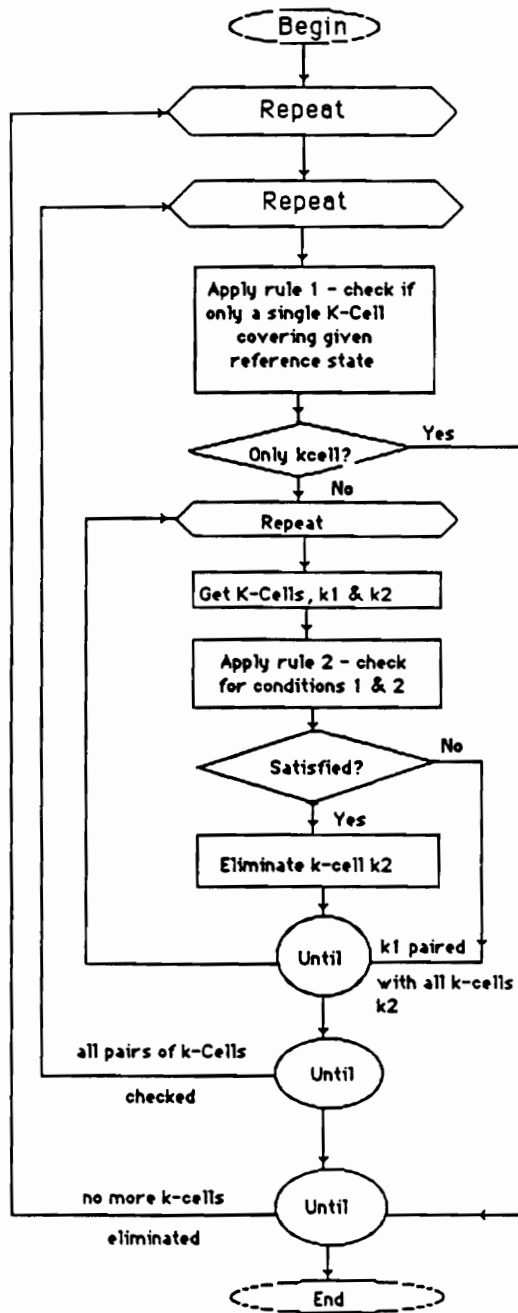 Begin
Repeat
Repeat
Apply rule 1 - check if
only a single K-Cell
covering given
reference state
Only kcell?
Yes
No
Repeat
Get K-Cells, k1 & k2
Apply rule 2 - check
for conditions 1 & 2
Satisfied?
No
Yes
Eliminate k-cell k2
Until
k1 paired
with all k-cells
k2
all pairs of k-Cells
checked
Until
no more k-cells
eliminated
Until
End